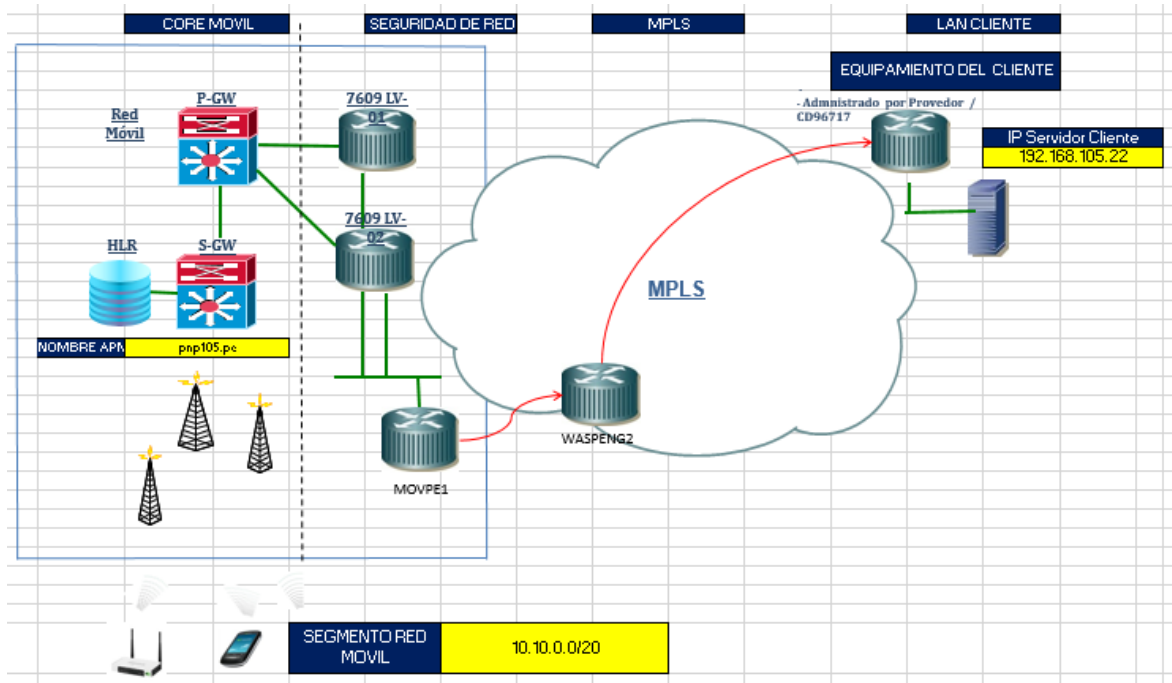 CORE MOVIL
SEGURIDAD DE RED
MPLS
LAN CLIENTE
EQUIPAMIENTO DEL CLIENTE
P-GW
7609 LV-
01
Red
Móvil
- Admnistrado por Provedor /
CD96717
IP Servidor Cliente
192.168.105.22
7609 LV-
02
HLR
S-GW
MPLS
NOMBRE APN
pnp105.pe
WASPENG2
MOVPE1
SEGMENTO RED
MOVIL
10.10.0.0/20